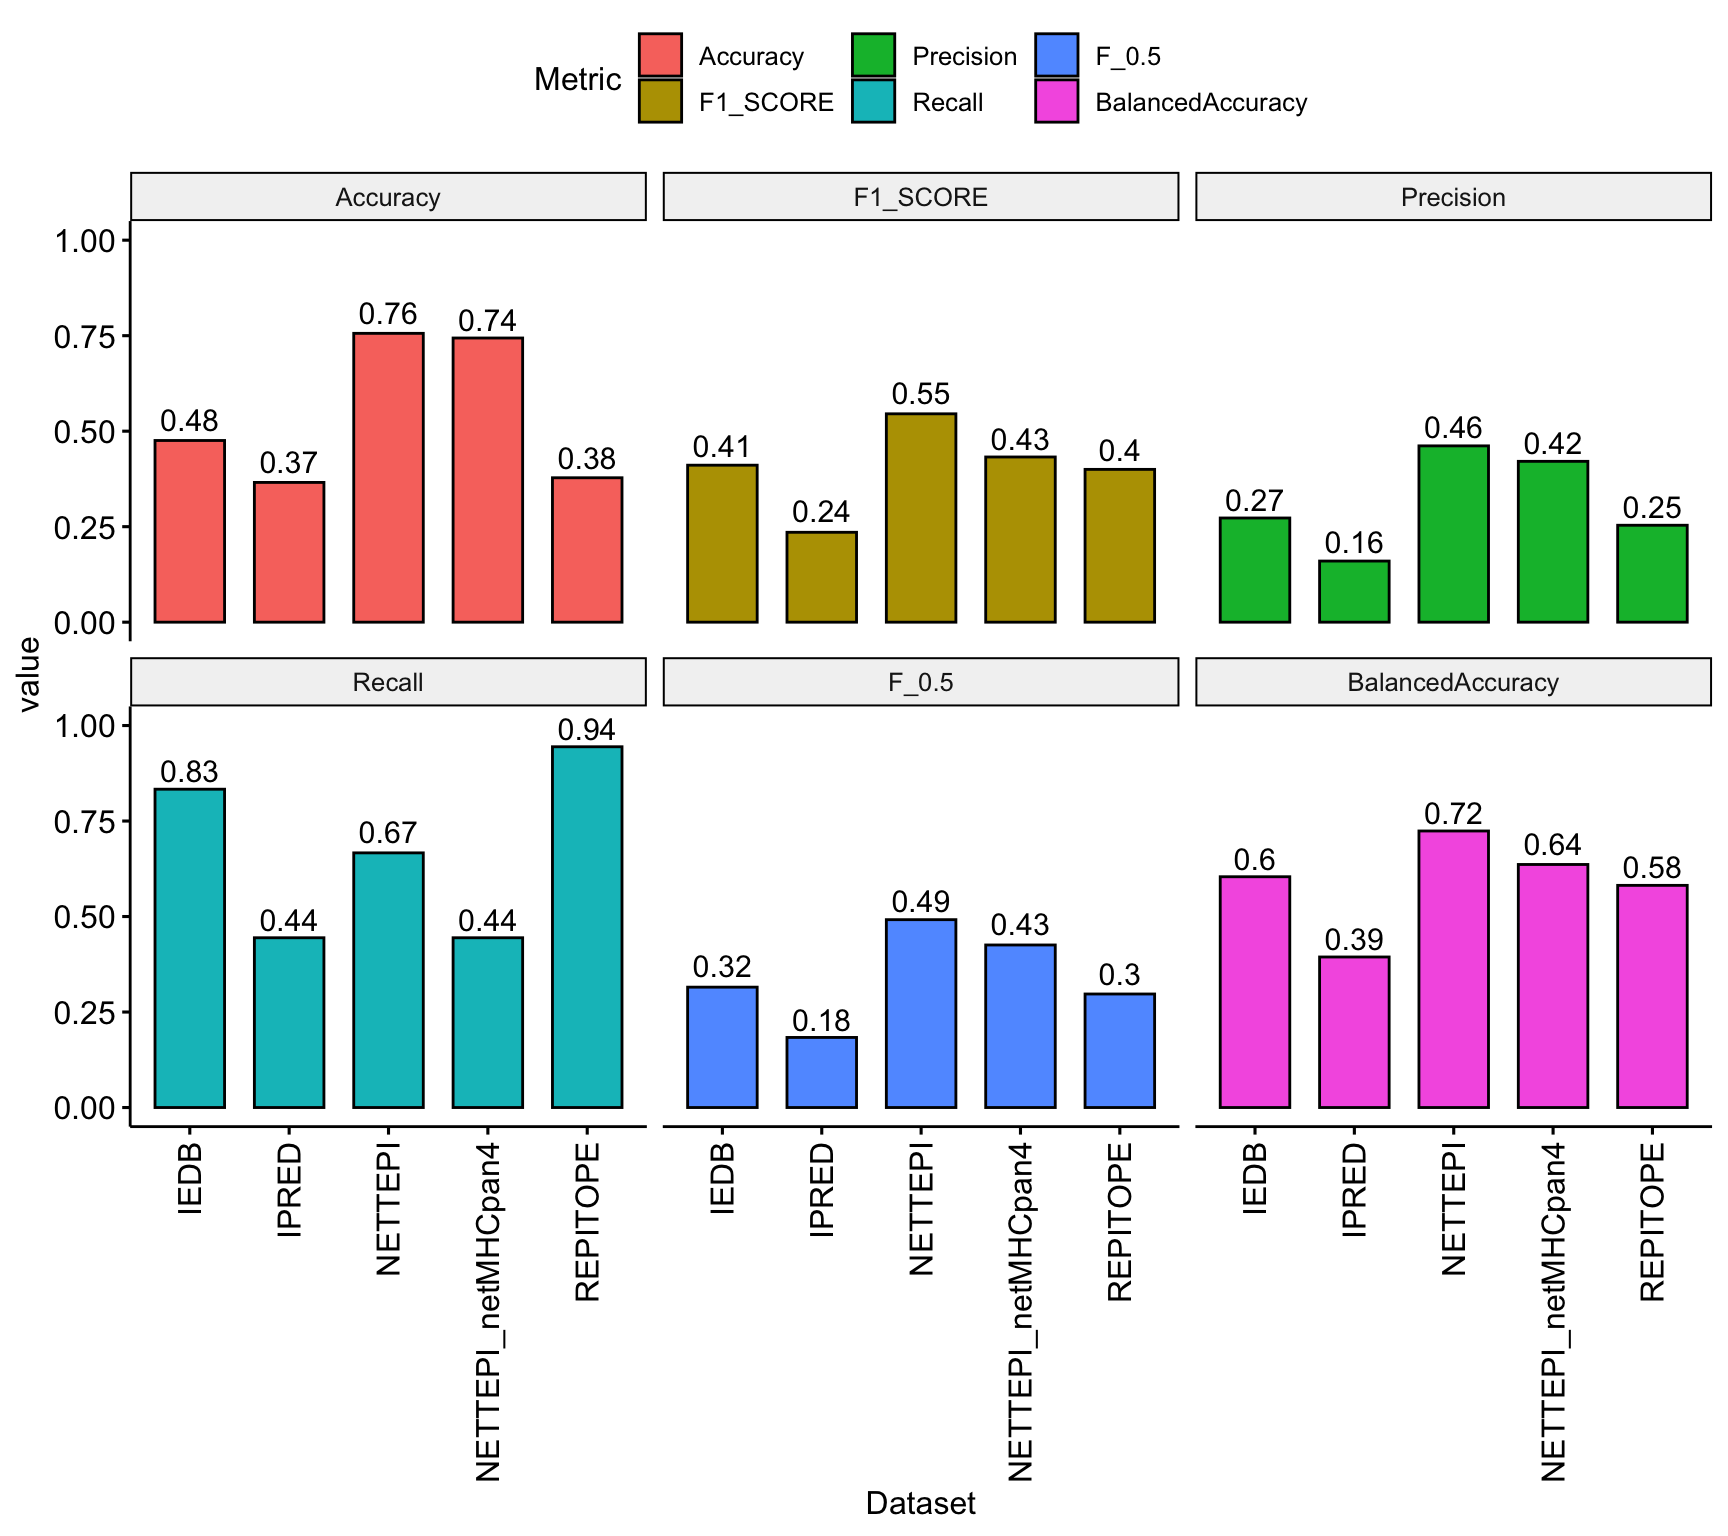 Metric
Accuracy
Precision
F_0.5
F1_SCORE
Recall
BalancedAccuracy
Accuracy
F1_SCORE
Precision
1.00
0.75
0.50
0.25
0.00
0.48
0.37
0.76
0.74
0.38
0.41
0.24
0.55
0.43
0.4
0.27
0.16
0.46
0.42
0.25
value
Recall
F_0.5
BalancedAccuracy
1.00
0.75
0.50
0.25
0.00
0.83
0.44
0.67
0.44
0.94
0.32
0.18
0.49
0.43
0.3
0.6
0.39
0.72
0.64
0.58
IEDB
IPRED
NETTEPI
NETTEPI_netMHCpan4
REPITOPE
IEDB
IPRED
NETTEPI
NETTEPI_netMHCpan4
REPITOPE
IEDB
IPRED
NETTEPI
NETTEPI_netMHCpan4
REPITOPE
Dataset